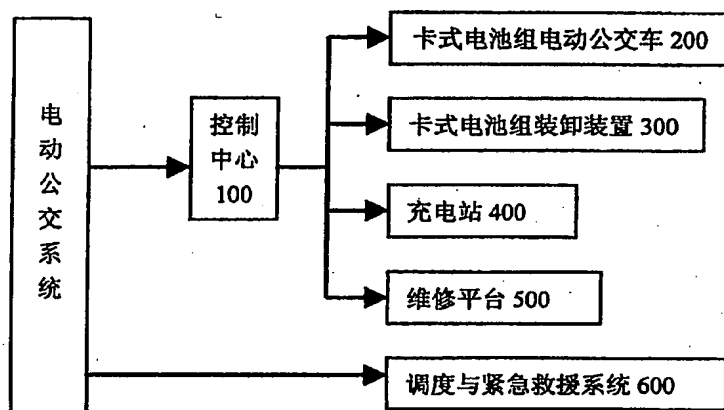 电动公交系统
控制
中心
100
卡式电池组电动公交车 200
卡式电池组装卸装置 300
充电站 400
维修平台 500
调度与紧急救援系统 600